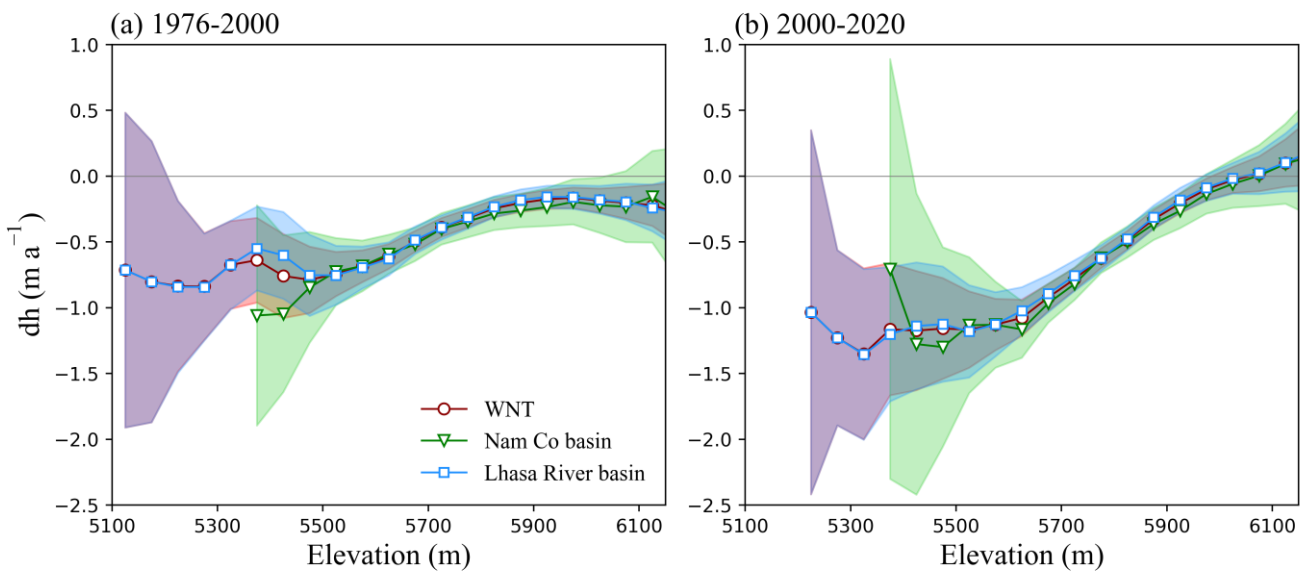 (a) 1976-2000
(b) 2000-2020
dh (m a⁻¹)
1.0
0.5
0.0
−0.5
−1.0
−1.5
−2.0
−2.5
WNT
Nam Co basin
Lhasa River basin
5100 5300 5500 5700 5900 6100
Elevation (m)
1.0
0.5
0.0
−0.5
−1.0
−1.5
−2.0
−2.5
5100 5300 5500 5700 5900 6100
Elevation (m)